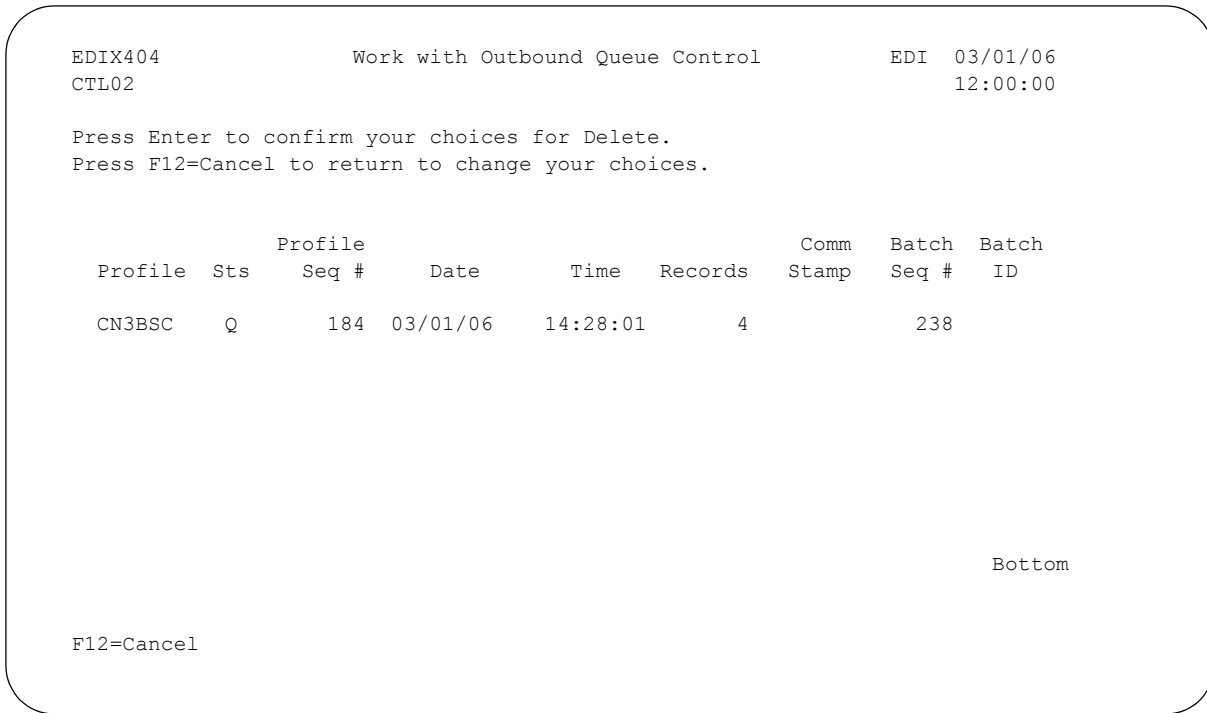 EDIX404 Work with Outbound Queue Control EDI 03/01/06
CTL02 12:00:00
Press Enter to confirm your choices for Delete.
Press F12=Cancel to return to change your choices.
Profile Comm Batch Batch
Profile Sts Seq # Date Time Records Stamp Seq # ID
CN3BSC Q 184 03/01/06 14:28:01 4 238
Bottom
F12=Cancel